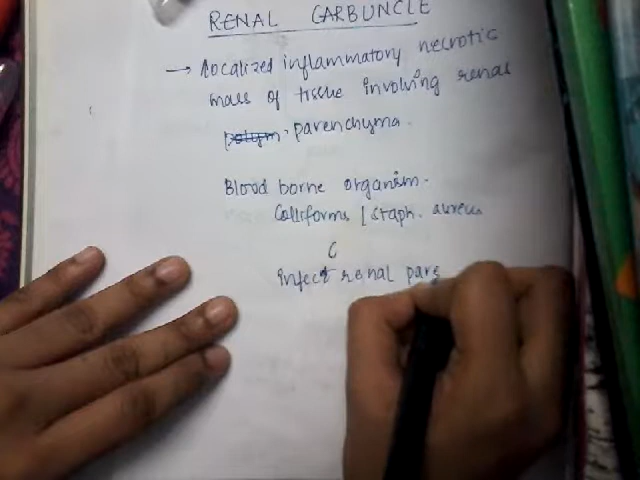 RENAL CARBUNCLE
→ Localized inflammatory necrotic
mass of tissue involving renal
parenchyma.
Blood borne organism.
Coliforms / staph. aureus
C
infect renal par